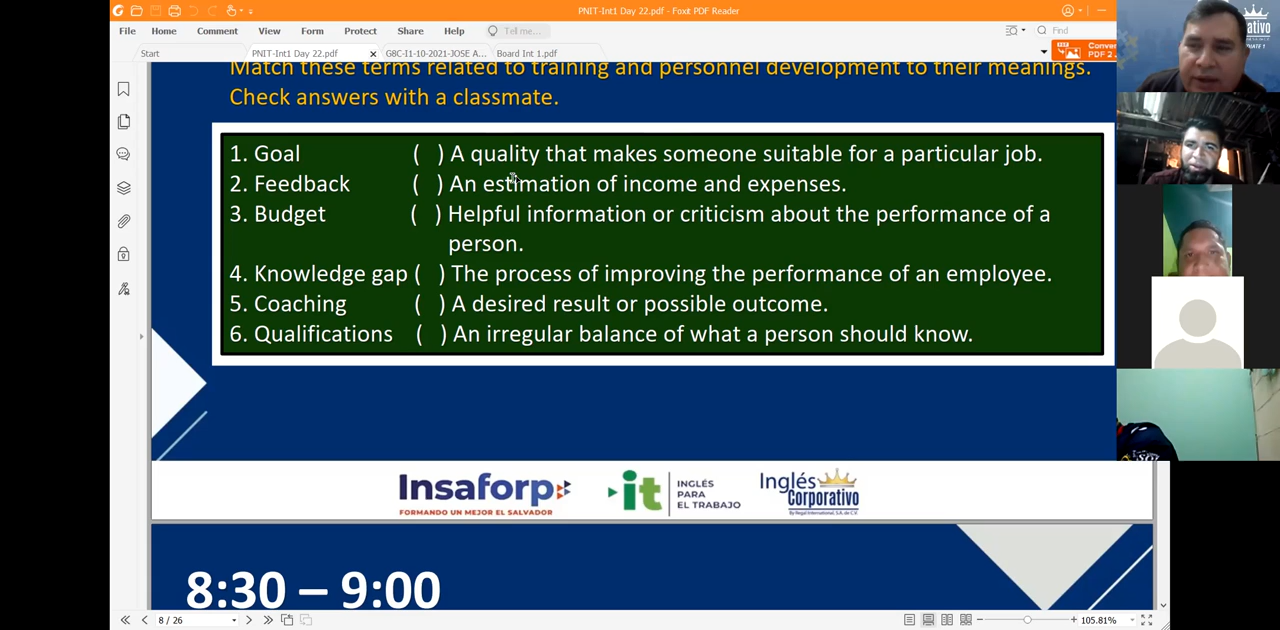 PNIT-Int1 Day 22.pdf - Foxit PDF Reader
File Home Comment View Form Protect Share Help Tell me... Find
Start PNIT-Int1 Day 22.pdf G8C-I1-10-2021-JOSE A... Board Int 1.pdf
Conver
PDF 2
Match these terms related to training and personnel development to their meanings.
Check answers with a classmate.
1. Goal ( ) A quality that makes someone suitable for a particular job.
2. Feedback ( ) An estimation of income and expenses.
3. Budget ( ) Helpful information or criticism about the performance of a
person.
4. Knowledge gap ( ) The process of improving the performance of an employee.
5. Coaching ( ) A desired result or possible outcome.
6. Qualifications ( ) An irregular balance of what a person should know.
Insaforp
FORMANDO UN MEJOR EL SALVADOR
it INGLÉS
PARA
EL TRABAJO
Inglés
Corporativo
By Regal International, S.A. de C.V.
8:30 – 9:00
8 / 26
105.81%